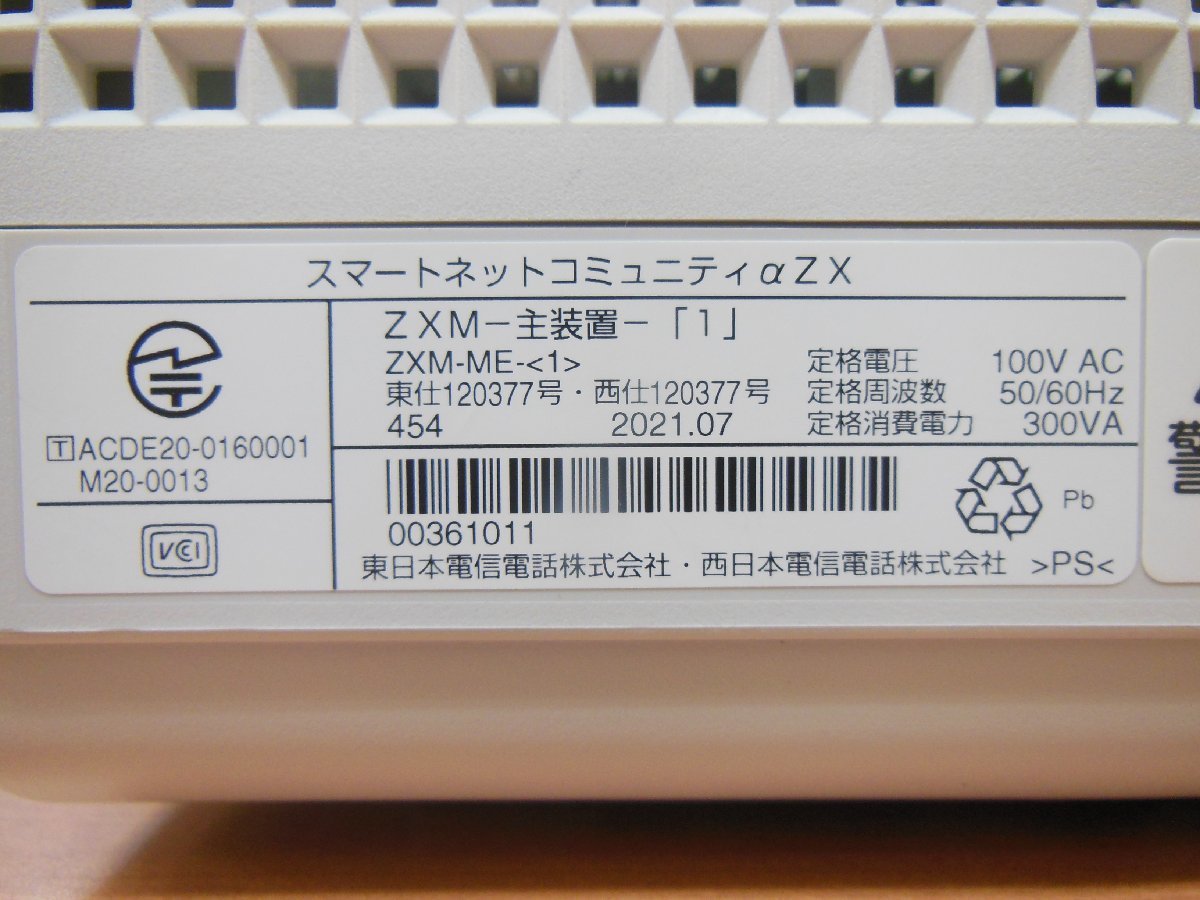 スマートネットコミュニティαZX
ZXM-主装置-「1」
ZXM-ME-<1>
東仕120377号・西仕120377号
454 2021.07
定格電圧 100V AC
定格周波数 50/60Hz
定格消費電力 300VA
T ACDE20-0160001
M20-0013
VCCI
00361011
Pb
東日本電信電話株式会社・西日本電信電話株式会社 >PS<
警